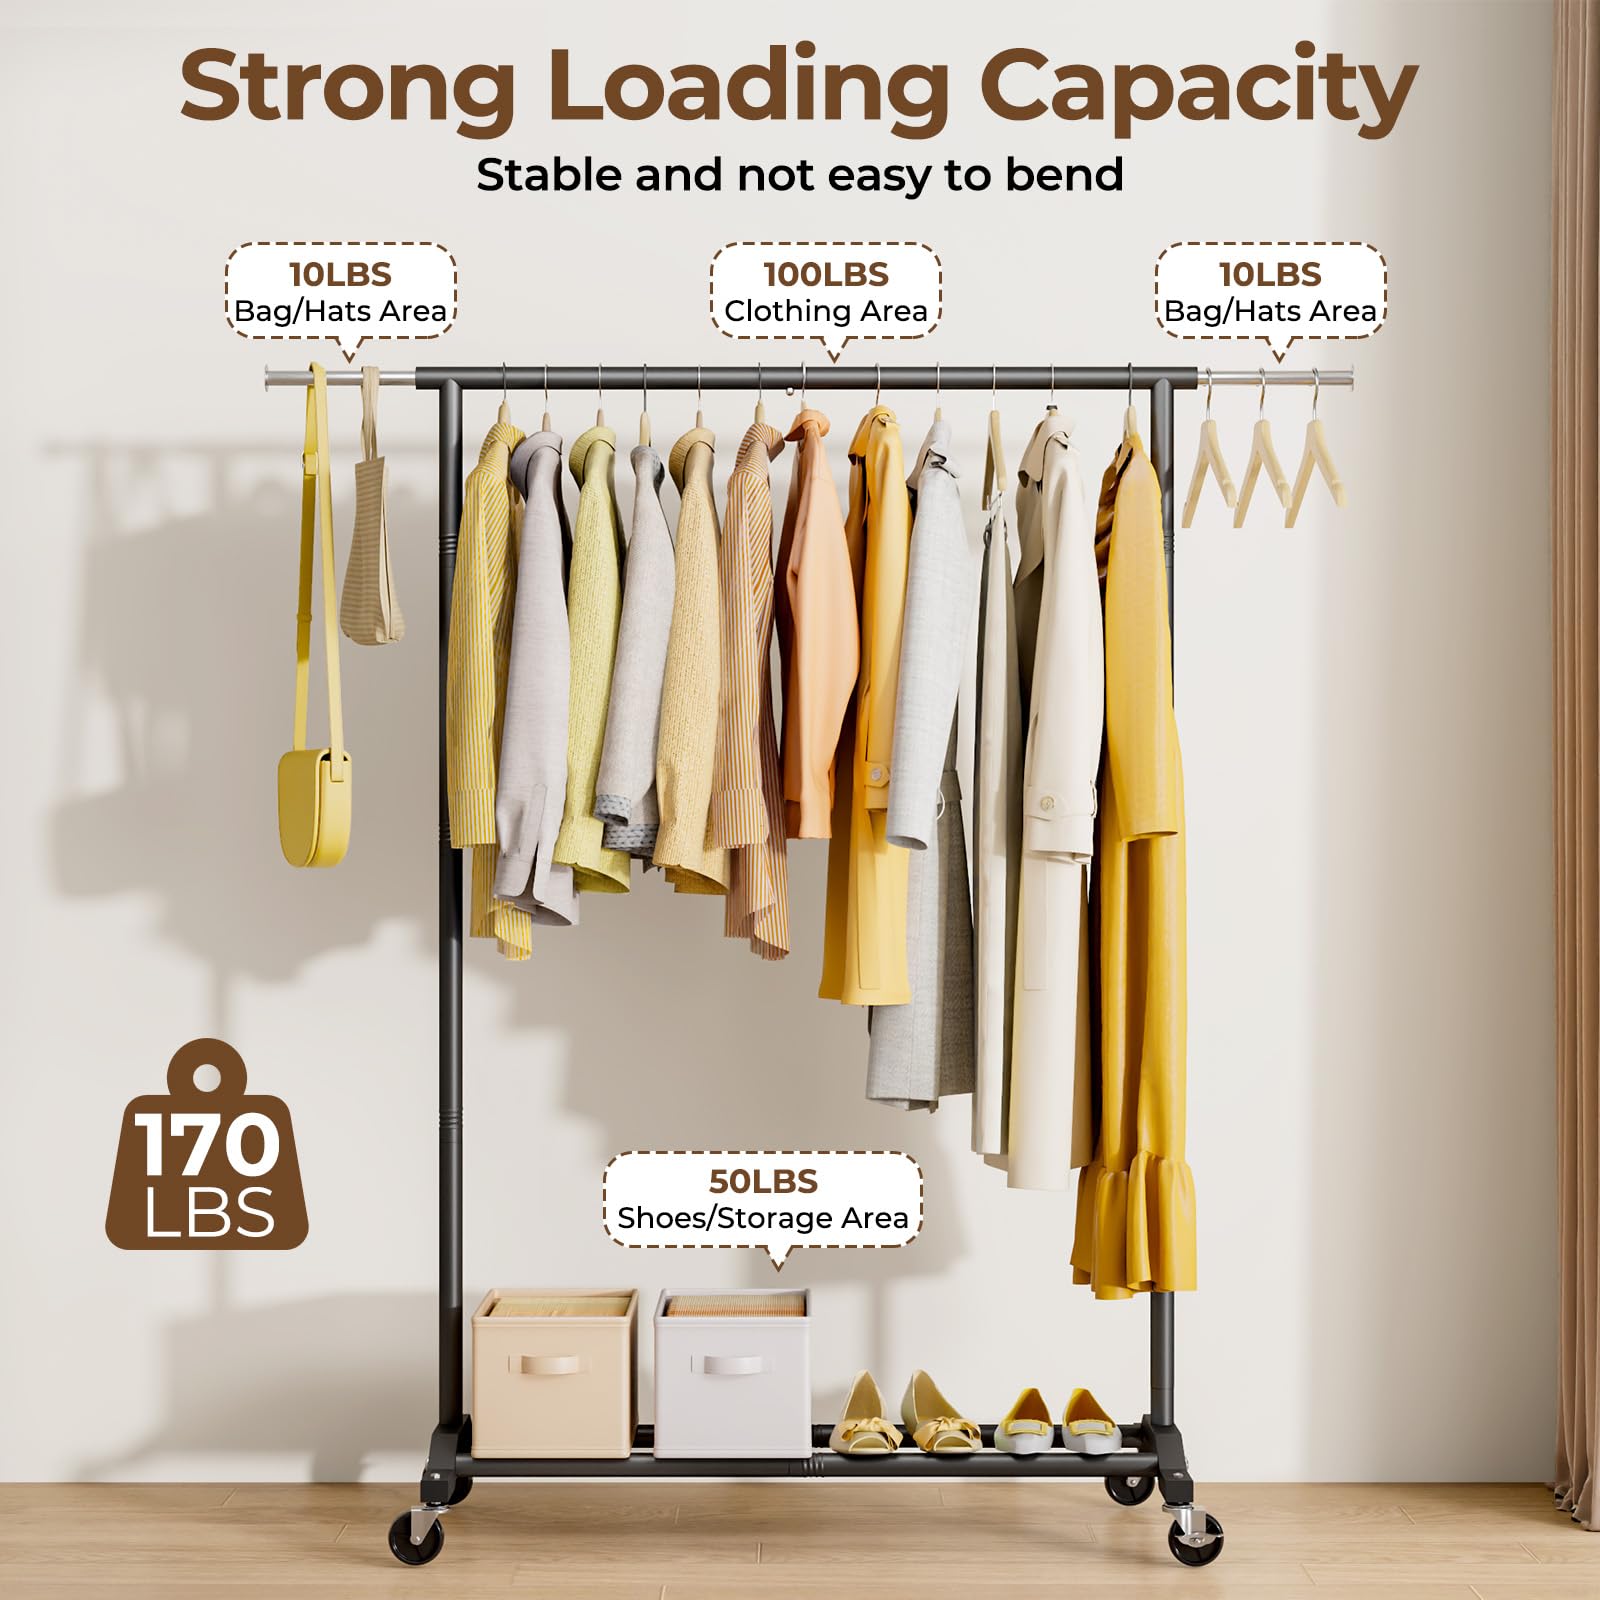 Strong Loading Capacity
Stable and not easy to bend
10LBS
Bag/Hats Area
100LBS
Clothing Area
10LBS
Bag/Hats Area
170
LBS
50LBS
Shoes/Storage Area